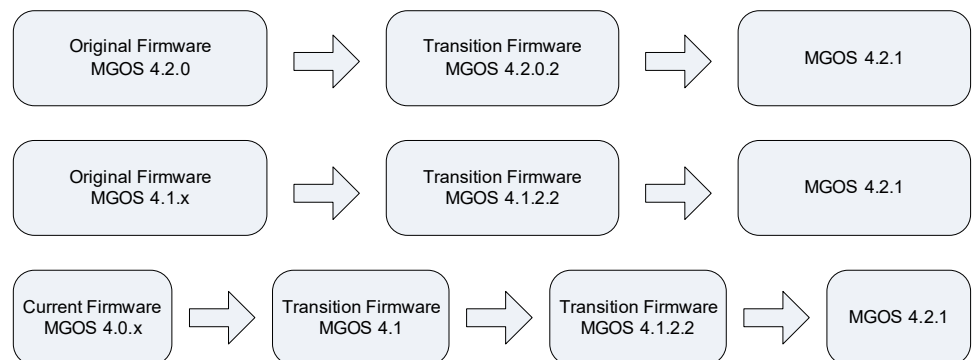 Original Firmware
MGOS 4.2.0
Transition Firmware
MGOS 4.2.0.2
MGOS 4.2.1
Original Firmware
MGOS 4.1.x
Transition Firmware
MGOS 4.1.2.2
MGOS 4.2.1
Current Firmware
MGOS 4.0.x
Transition Firmware
MGOS 4.1
Transition Firmware
MGOS 4.1.2.2
MGOS 4.2.1